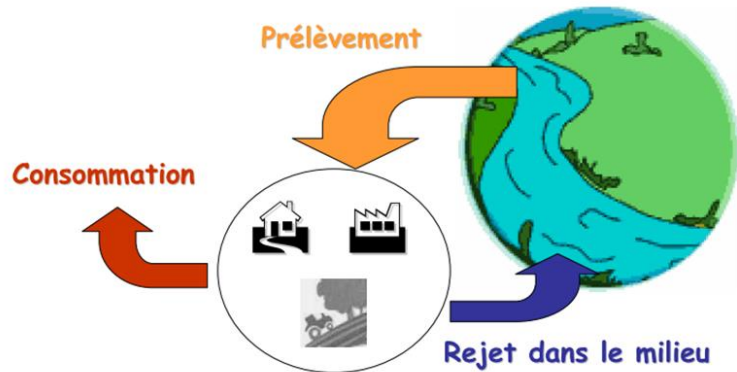 Prélèvement
Consommation
Rejet dans le milieu